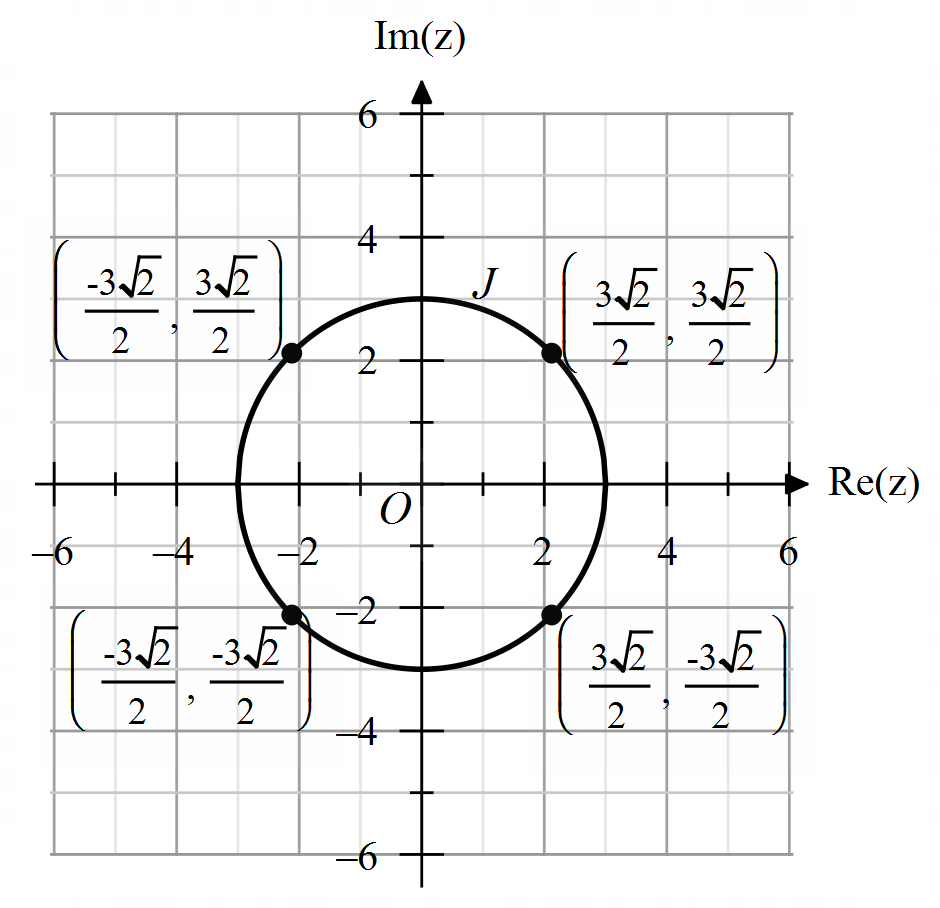 Im(z)
6
4
(-3√2/2, 3√2/2)
J
(3√2/2, 3√2/2)
2
Re(z)
O
–6 –4 –2 2 4 6
–2
(-3√2/2, -3√2/2)
(3√2/2, -3√2/2)
–4
–6